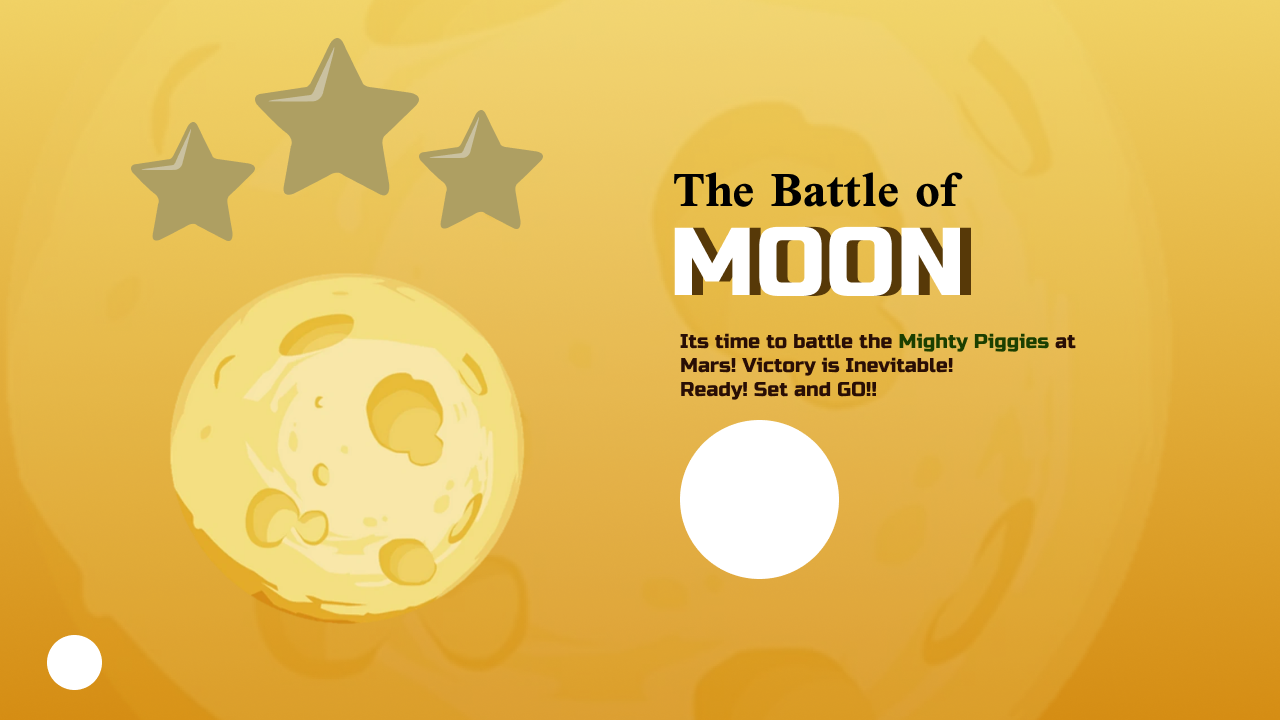 The Battle of
MOON
Its time to battle the Mighty Piggies at
Mars! Victory is Inevitable!
Ready! Set and GO!!